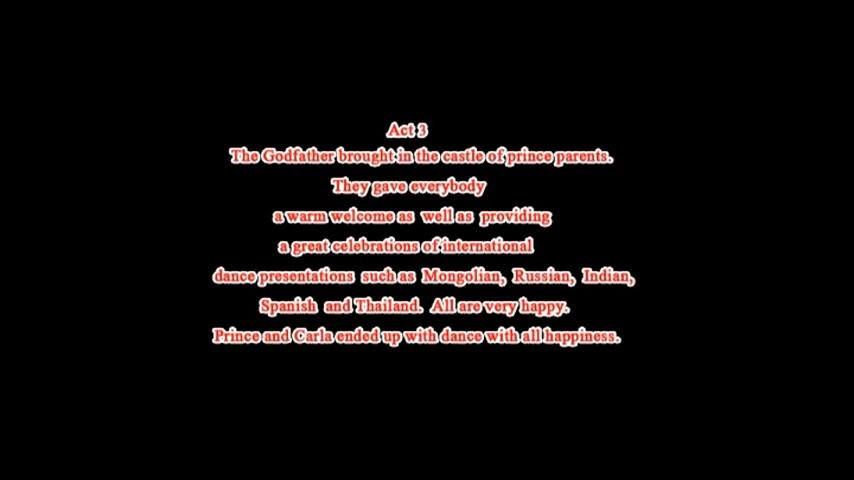 Act 3
The Godfather brought in the castle of prince parents.
They gave everybody
a warm welcome as well as providing
a great celebrations of international
dance presentations such as Mongolian, Russian, Indian,
Spanish and Thailand. All are very happy.
Prince and Carla ended up with dance with all happiness.